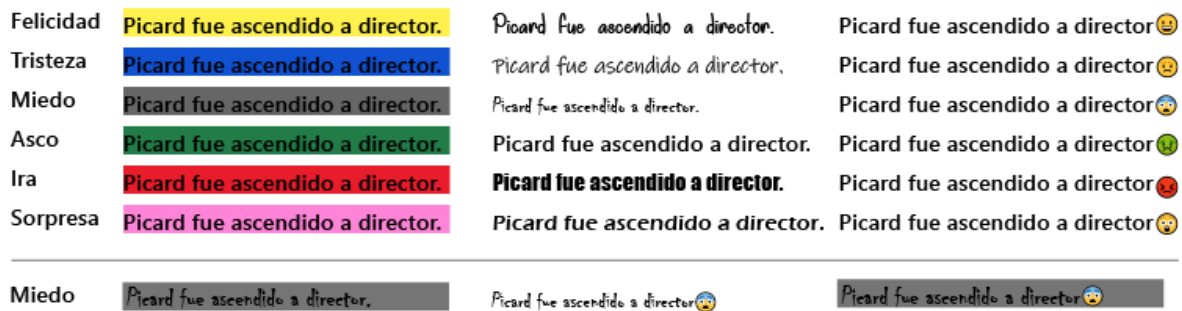 Felicidad Picard fue ascendido a director. Picard fue ascendido a director. Picard fue ascendido a director😀
Tristeza Picard fue ascendido a director. Picard fue ascendido a director. Picard fue ascendido a director😟
Miedo Picard fue ascendido a director. Picard fue ascendido a director. Picard fue ascendido a director😨
Asco Picard fue ascendido a director. Picard fue ascendido a director. Picard fue ascendido a director🤢
Ira Picard fue ascendido a director. Picard fue ascendido a director. Picard fue ascendido a director😡
Sorpresa Picard fue ascendido a director. Picard fue ascendido a director. Picard fue ascendido a director😲
Miedo Picard fue ascendido a director. Picard fue ascendido a director😨 Picard fue ascendido a director😨